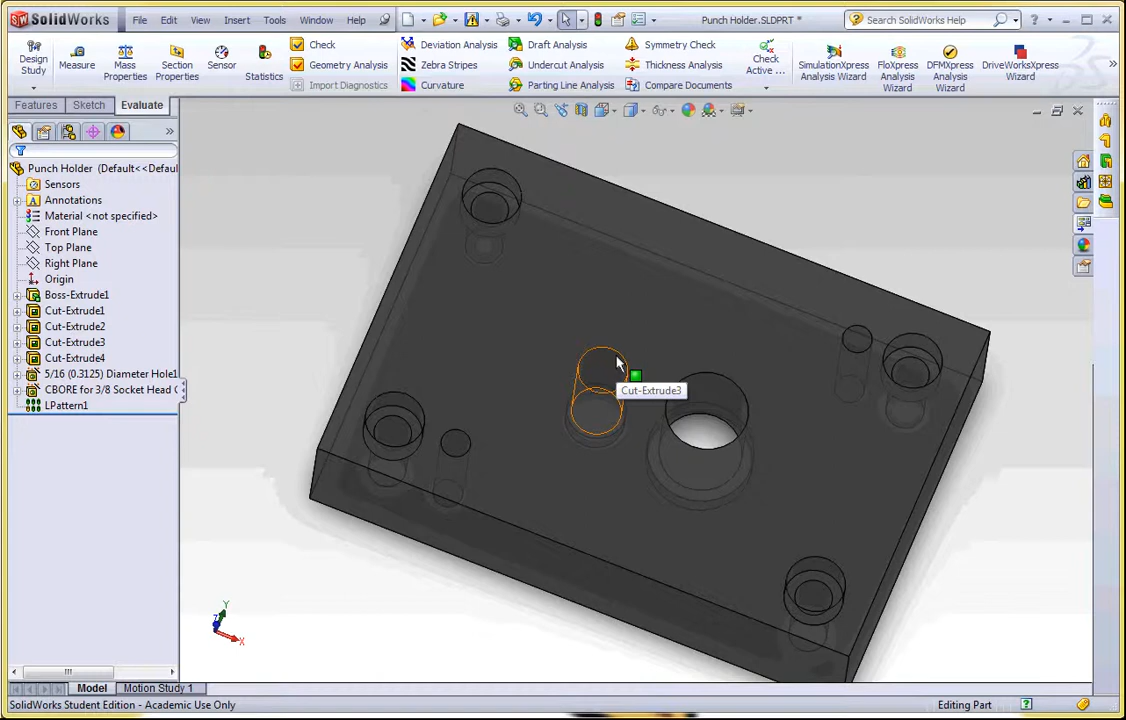 SolidWorks File Edit View Insert Tools Window Help Punch Holder.SLDPRT * Search SolidWorks Help
Design Study
Measure
Mass Properties
Section Properties
Sensor
Statistics
Check
Geometry Analysis
Import Diagnostics
Deviation Analysis
Zebra Stripes
Curvature
Draft Analysis
Undercut Analysis
Parting Line Analysis
Symmetry Check
Thickness Analysis
Compare Documents
Check Active ...
SimulationXpress Analysis Wizard
FloXpress Analysis Wizard
DFMXpress Analysis Wizard
DriveWorksXpress Wizard
Features Sketch Evaluate
Punch Holder (Default<<Defaul
Sensors
Annotations
Material <not specified>
Front Plane
Top Plane
Right Plane
Origin
Boss-Extrude1
Cut-Extrude1
Cut-Extrude2
Cut-Extrude3
Cut-Extrude4
5/16 (0.3125) Diameter Hole1
CBORE for 3/8 Socket Head C
LPattern1
Cut-Extrude3
Y
Z
X
Model Motion Study 1
SolidWorks Student Edition - Academic Use Only Editing Part